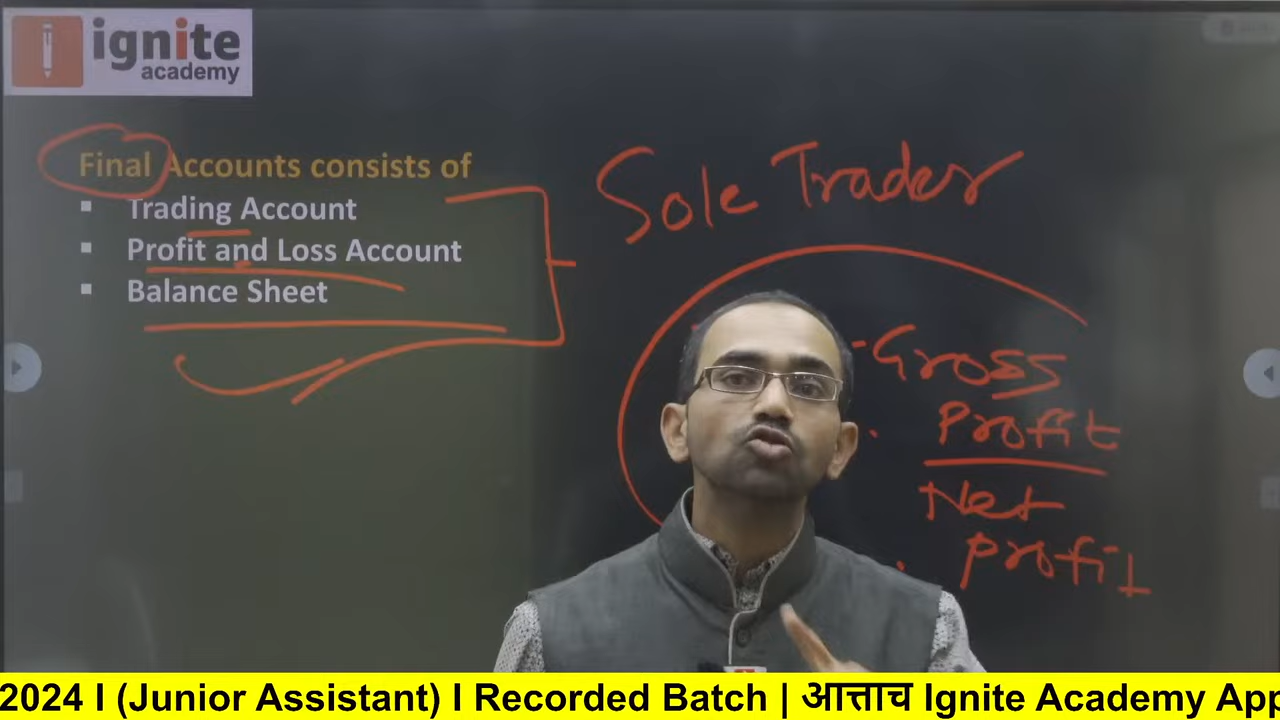 ignite
academy
Final Accounts consists of
▪ Trading Account
▪ Profit and Loss Account
▪ Balance Sheet
Sole Trader
Gross
Profit
Net
Profit
2024 I (Junior Assistant) I Recorded Batch | आत्ताच Ignite Academy App